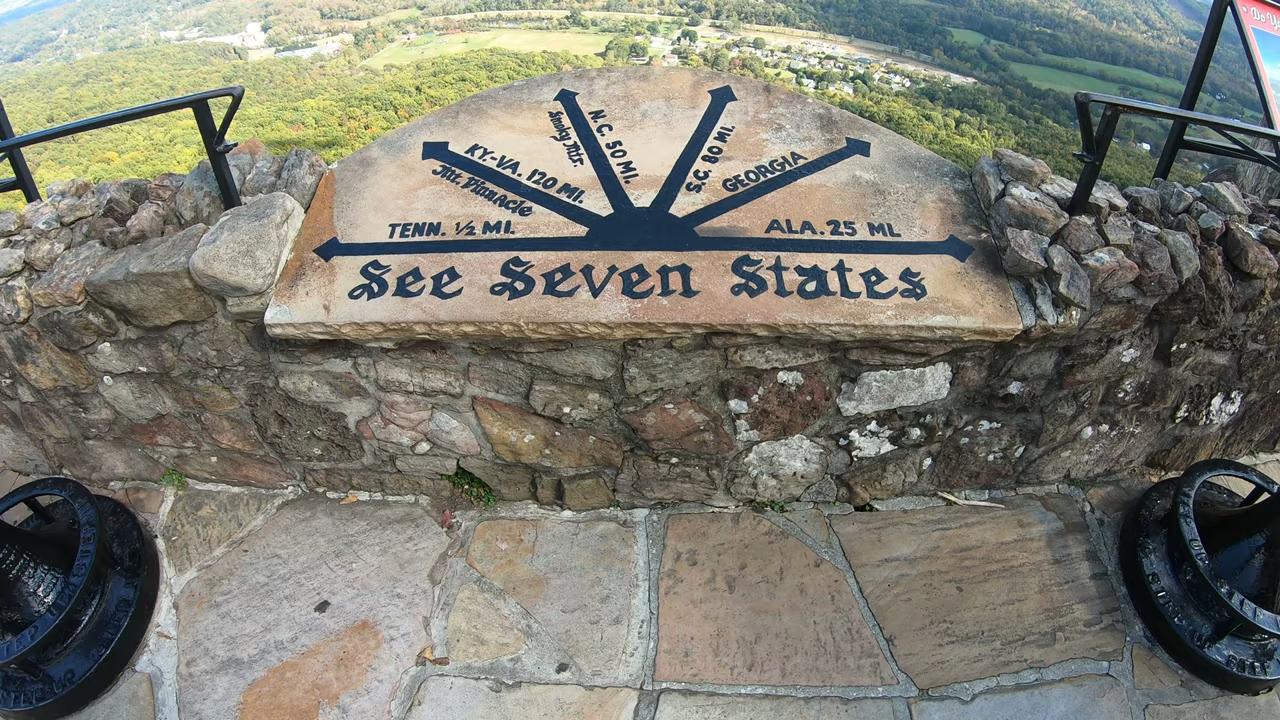 N.C. 50 MI.
Smoky Mts.
S.C. 80 MI.
KY.-VA. 120 MI.
Mt. Pinnacle
GEORGIA
TENN. ½ MI.
ALA. 25 MI.
See Seven States